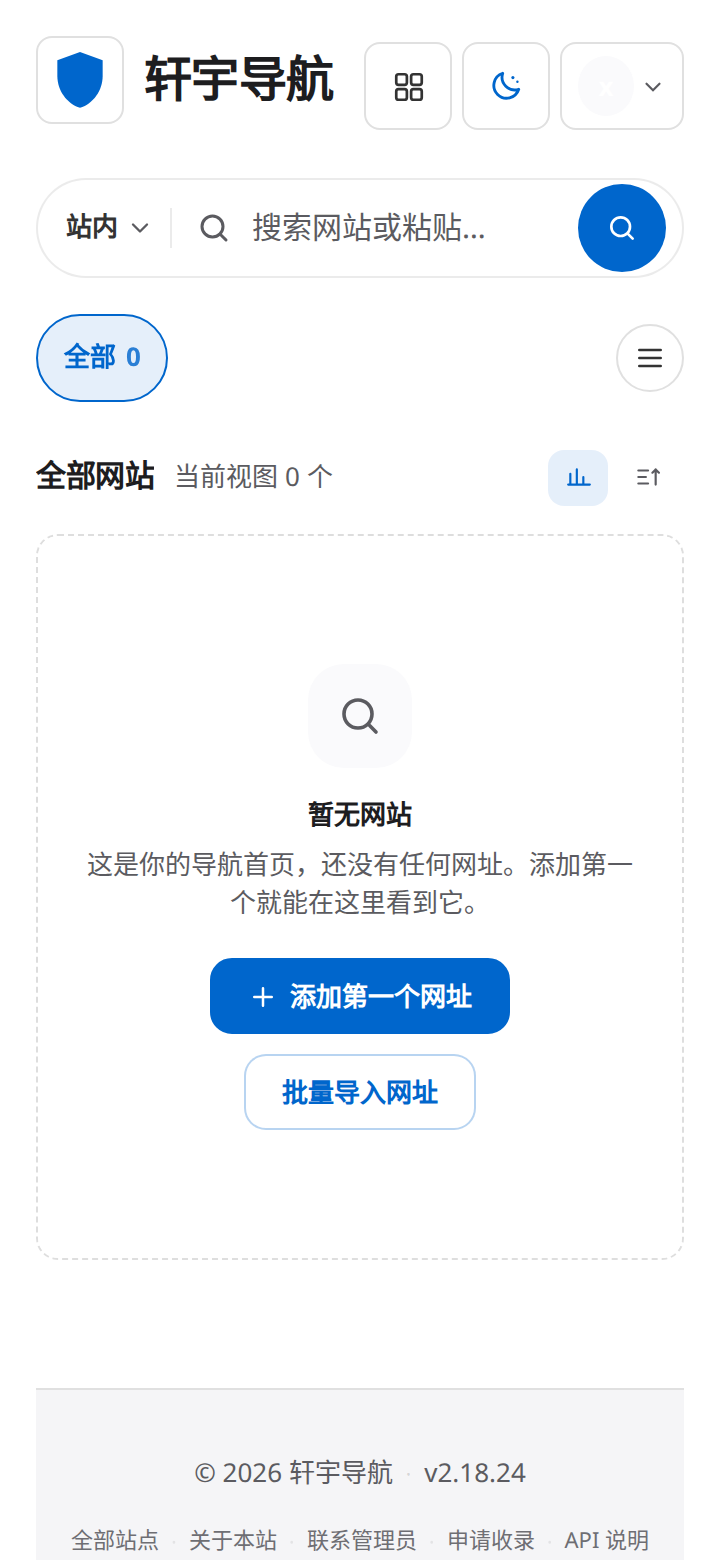 轩宇导航
x
站内
搜索网站或粘贴...
全部 0
全部网站 当前视图 0 个
暂无网站
这是你的导航首页，还没有任何网址。添加第一
个就能在这里看到它。
添加第一个网址
批量导入网址
© 2026 轩宇导航 · v2.18.24
全部站点 · 关于本站 · 联系管理员 · 申请收录 · API 说明